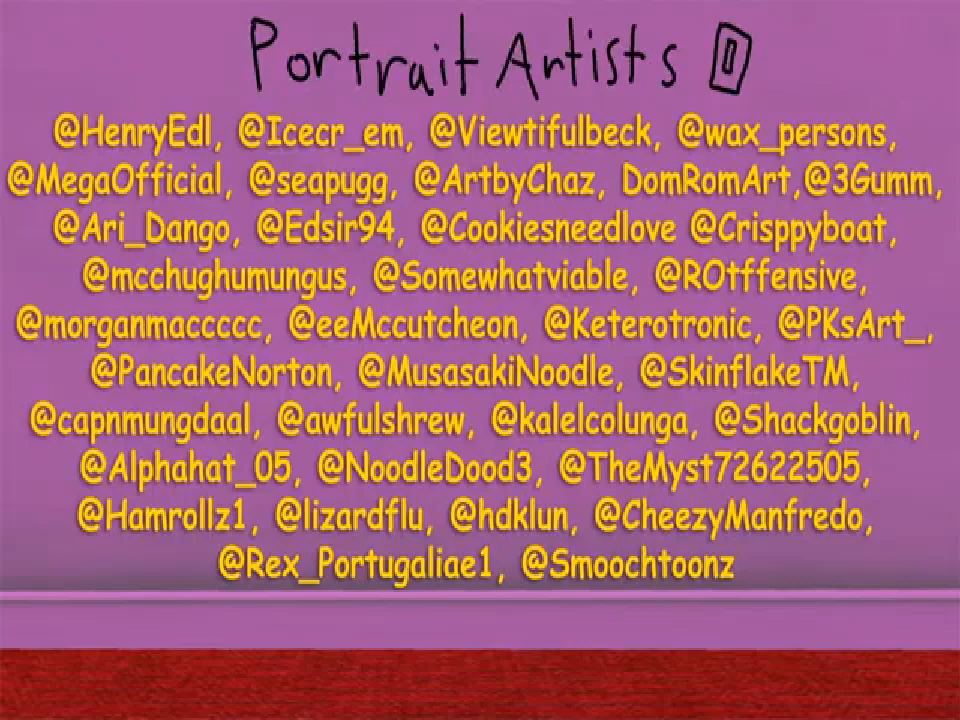 Portrait Artists
@HenryEdl, @Icecr_em, @Viewtifulbeck, @wax_persons,
@MegaOfficial, @seapugg, @ArtbyChaz, DomRomArt,@3Gumm,
@Ari_Dango, @Edsir94, @Cookiesneedlove @Crisppyboat,
@mcchughumungus, @Somewhatviable, @ROtffensive,
@morganmaccccc, @eeMccutcheon, @Keterotronic, @PKsArt_,
@PancakeNorton, @MusasakiNoodle, @SkinflakeTM,
@capnmungdaal, @awfulshrew, @kalelcolunga, @Shackgoblin,
@Alphahat_05, @NoodleDood3, @TheMyst72622505,
@Hamrollz1, @lizardflu, @hdklun, @CheezyManfredo,
@Rex_Portugaliae1, @Smoochtoonz